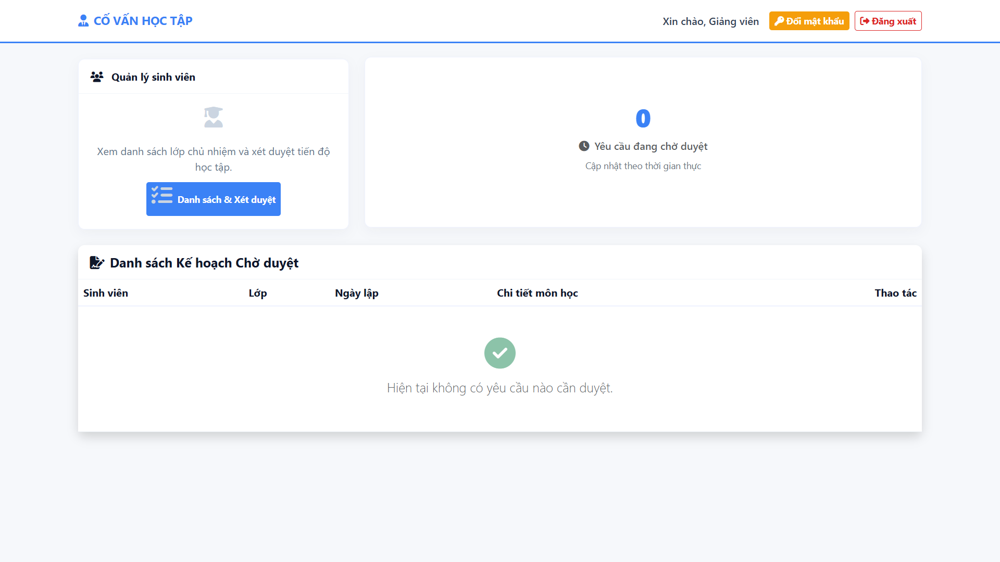 CỐ VẤN HỌC TẬP
Xin chào, Giảng viên
Đổi mật khẩu
Đăng xuất
Quản lý sinh viên
Xem danh sách lớp chủ nhiệm và xét duyệt tiến độ
học tập.
Danh sách & Xét duyệt
0
Yêu cầu đang chờ duyệt
Cập nhật theo thời gian thực
Danh sách Kế hoạch Chờ duyệt
Sinh viên Lớp Ngày lập Chi tiết môn học Thao tác
Hiện tại không có yêu cầu nào cần duyệt.